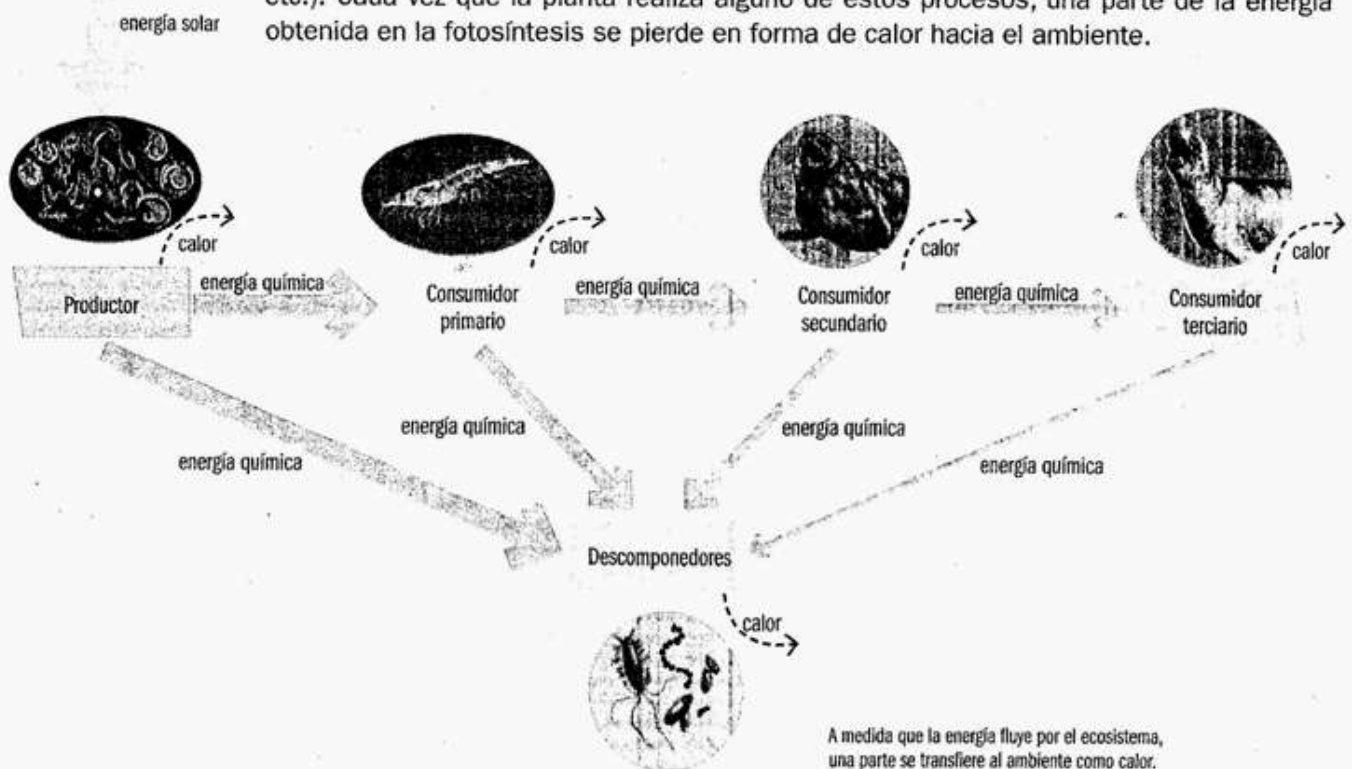 etc.). Cada vez que la planta realiza alguno de estos procesos, una parte de la energía
energía solar
obtenida en la fotosíntesis se pierde en forma de calor hacia el ambiente.
calor
calor
calor
calor
energía química
energía química
energía química
Productor
Consumidor
primario
Consumidor
secundario
Consumidor
terciario
energía química
energía química
energía química
energía química
Descomponedores
calor
A medida que la energía fluye por el ecosistema,
una parte se transfiere al ambiente como calor.